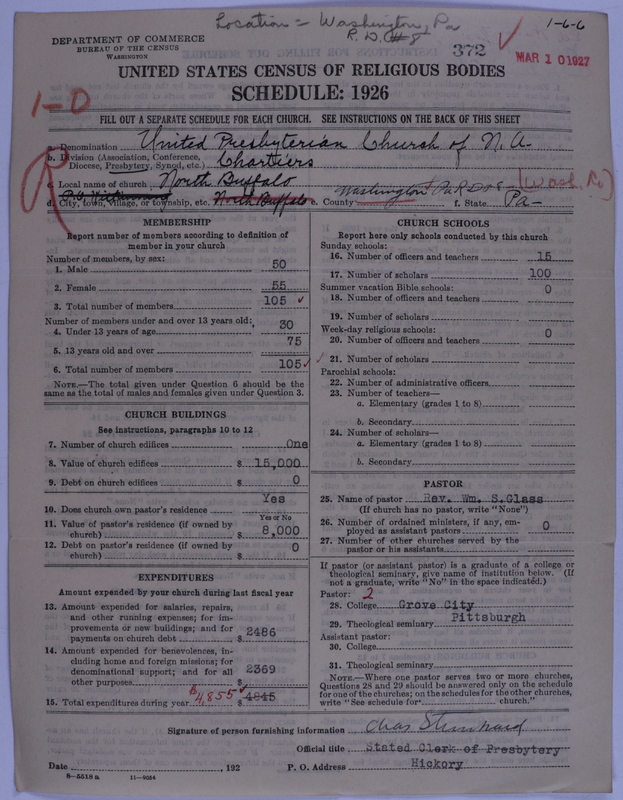 Location - Washington, Pa
R.D. #8
1-6-6
DEPARTMENT OF COMMERCE
BUREAU OF THE CENSUS
WASHINGTON
372
MAR 10 1927
UNITED STATES CENSUS OF RELIGIOUS BODIES
SCHEDULE: 1926
1-D
FILL OUT A SEPARATE SCHEDULE FOR EACH CHURCH. SEE INSTRUCTIONS ON THE BACK OF THIS SHEET
a. Denomination United Presbyterian Church of N. A.
b. Division (Association, Conference, Diocese, Presbytery, Synod, etc.) Chartiers
R
c. Local name of church North Buffalo
d. City, town, village, or township, etc. North Buffalo e. County Washington Pa R D 8 (Wash. Pa) f. State Pa-
MEMBERSHIP
Report number of members according to definition of
member in your church
Number of members, by sex:
1. Male 50
2. Female 55
3. Total number of members 105
Number of members under and over 13 years old:
4. Under 13 years of age 30
5. 13 years old and over 75
6. Total number of members 105
NOTE.—The total given under Question 6 should be the
same as the total of males and females given under Question 3.
CHURCH BUILDINGS
See instructions, paragraphs 10 to 12
7. Number of church edifices One
8. Value of church edifices $ 15,000
9. Debt on church edifices $ 0
10. Does church own pastor's residence Yes
Yes or No
11. Value of pastor's residence (if owned by
church) $ 8,000
12. Debt on pastor's residence (if owned by
church) $ 0
EXPENDITURES
Amount expended by your church during last fiscal year
13. Amount expended for salaries, repairs,
and other running expenses; for im-
provements or new buildings; and for
payments on church debt $ 2486
14. Amount expended for benevolences, in-
cluding home and foreign missions; for
denominational support; and for all
other purposes $ 2369
15. Total expenditures during year $4,855 $ 4845
CHURCH SCHOOLS
Report here only schools conducted by this church
Sunday schools:
16. Number of officers and teachers 15
17. Number of scholars 100
Summer vacation Bible schools: 0
18. Number of officers and teachers
19. Number of scholars
Week-day religious schools: 0
20. Number of officers and teachers
21. Number of scholars
Parochial schools:
22. Number of administrative officers
23. Number of teachers—
a. Elementary (grades 1 to 8)
b. Secondary
24. Number of scholars—
a. Elementary (grades 1 to 8)
b. Secondary
PASTOR
25. Name of pastor Rev. Wm. S. Glass
(If church has no pastor, write "None")
26. Number of ordained ministers, if any, em-
ployed as assistant pastors 0
27. Number of other churches served by the
pastor or his assistants
If pastor (or assistant pastor) is a graduate of a college or
theological seminary, give name of institution below. (If
not a graduate, write "No" in the space indicated.)
Pastor: 2
28. College Grove City
29. Theological seminary Pittsburgh
Assistant pastor:
30. College
31. Theological seminary
NOTE.—Where one pastor serves two or more churches,
Questions 28 and 29 should be answered only on the schedule
for one of the churches; on the schedules for the other churches,
write "See schedule for church."
Signature of person furnishing information
Official title Stated Clerk of Presbytery
Date , 192 P. O. Address Hickory
8—5518a 11—9054